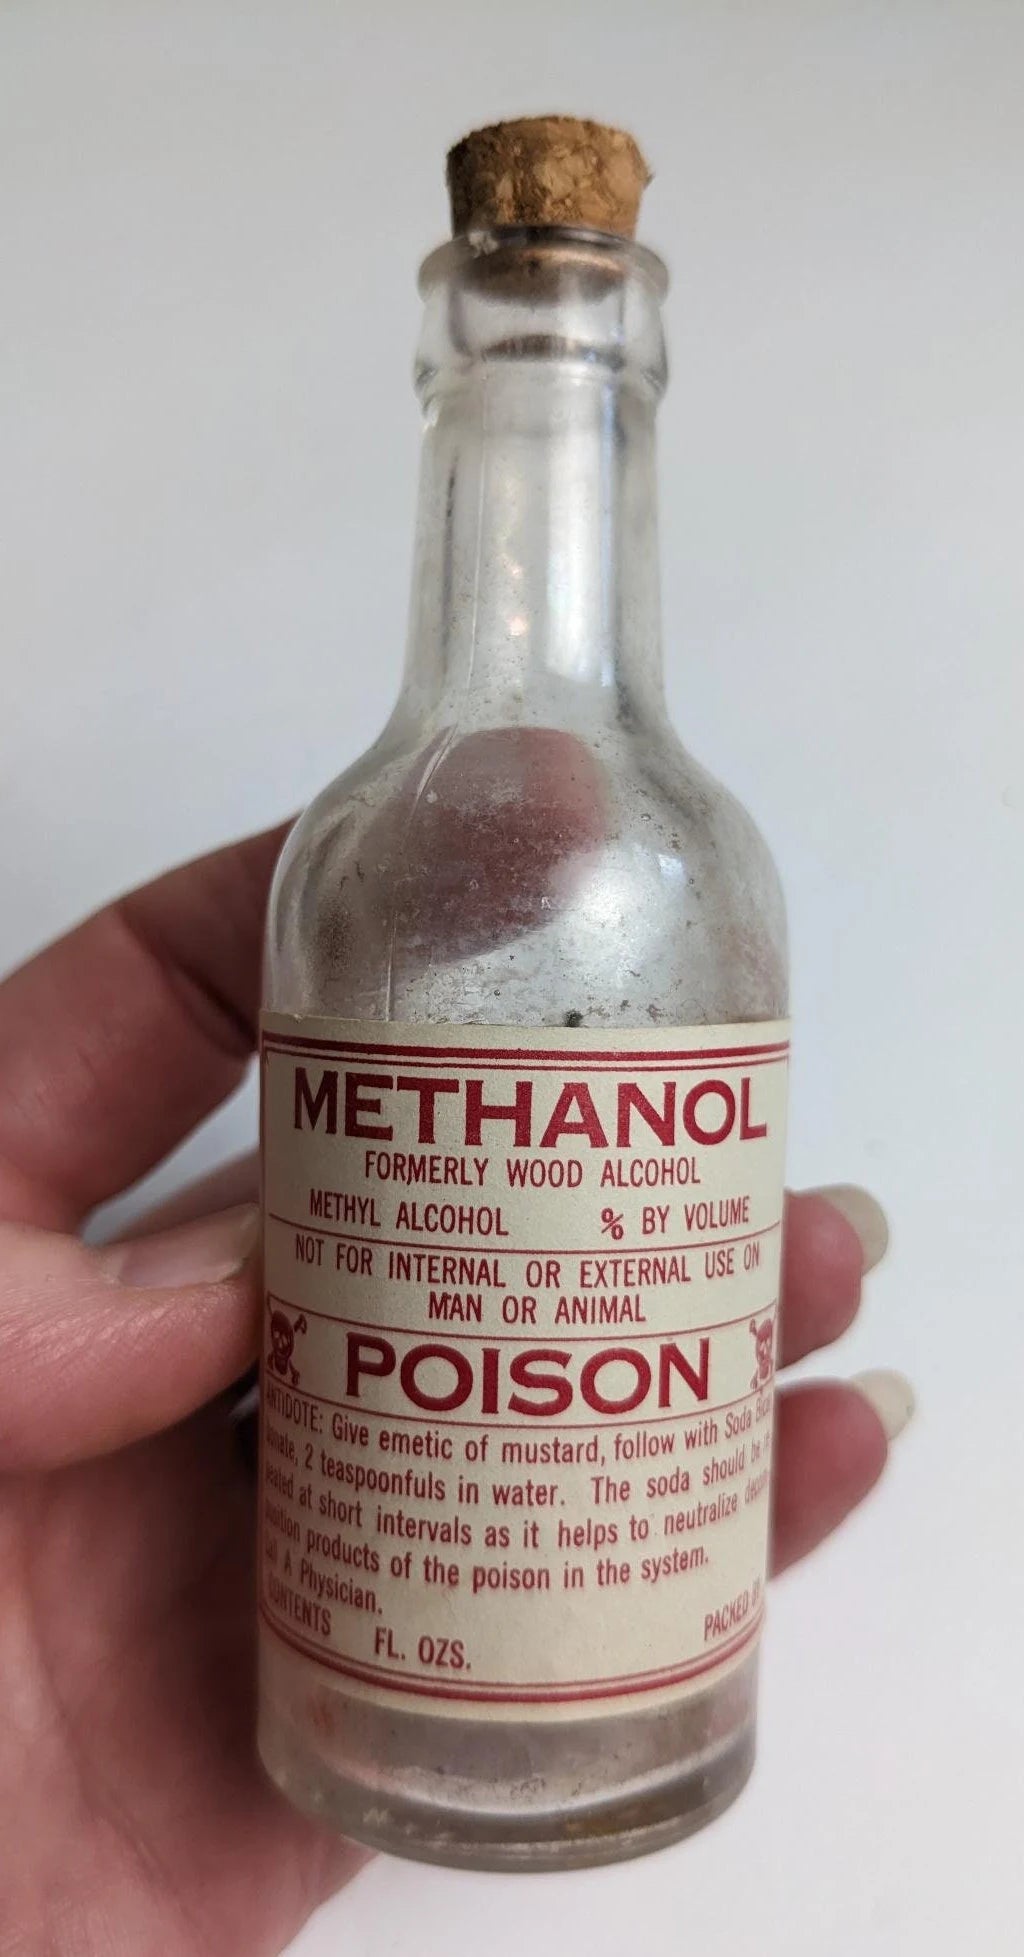 METHANOL
FORMERLY WOOD ALCOHOL
METHYL ALCOHOL % BY VOLUME
NOT FOR INTERNAL OR EXTERNAL USE ON
MAN OR ANIMAL
POISON
ANTIDOTE: Give emetic of mustard, follow with Soda
2 teaspoonfuls in water. The soda should be
at short intervals as it helps to neutralize
products of the poison in the system.
A Physician.
CONTENTS FL. OZS. PACKED